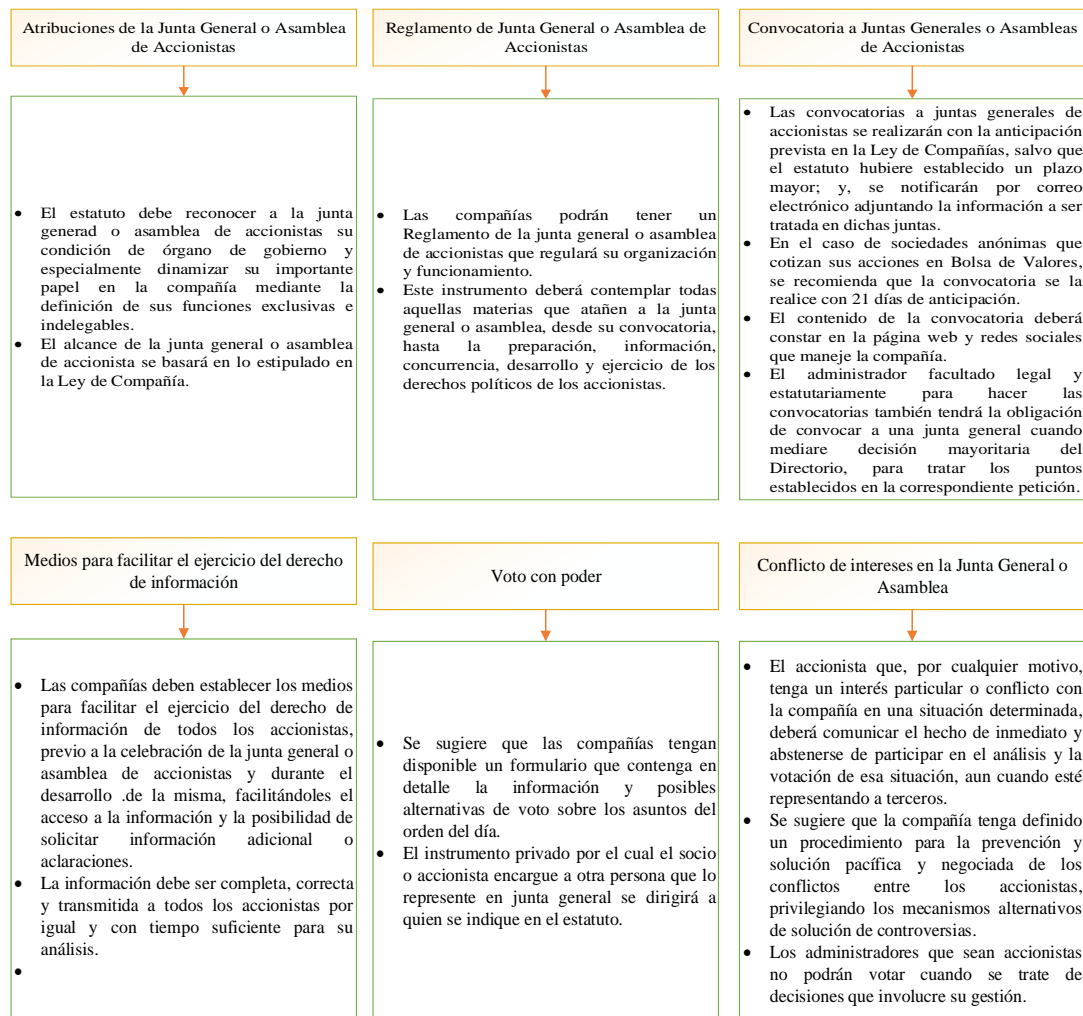 Atribuciones de la Junta General o Asamblea
de Accionistas
• El estatuto debe reconocer a la junta
generad o asamblea de accionistas su
condición de órgano de gobierno y
especialmente dinamizar su importante
papel en la compañía mediante la
definición de sus funciones exclusivas e
indelegables.
• El alcance de la junta general o asamblea
de accionista se basará en lo estipulado en
la Ley de Compañía.
Reglamento de Junta General o Asamblea de
Accionistas
• Las compañías podrán tener un
Reglamento de la junta general o asamblea
de accionistas que regulará su organización
y funcionamiento.
• Este instrumento deberá contemplar todas
aquellas materias que atañen a la junta
general o asamblea, desde su convocatoria,
hasta la preparación, información,
concurrencia, desarrollo y ejercicio de los
derechos políticos de los accionistas.
Convocatoria a Juntas Generales o Asambleas
de Accionistas
• Las convocatorias a juntas generales de
accionistas se realizarán con la anticipación
prevista en la Ley de Compañías, salvo que
el estatuto hubiere establecido un plazo
mayor; y, se notificarán por correo
electrónico adjuntando la información a ser
tratada en dichas juntas.
• En el caso de sociedades anónimas que
cotizan sus acciones en Bolsa de Valores,
se recomienda que la convocatoria se la
realice con 21 días de anticipación.
• El contenido de la convocatoria deberá
constar en la página web y redes sociales
que maneje la compañía.
• El administrador facultado legal y
estatutariamente para hacer las
convocatorias también tendrá la obligación
de convocar a una junta general cuando
mediare decisión mayoritaria del
Directorio, para tratar los puntos
establecidos en la correspondiente petición.
Medios para facilitar el ejercicio del derecho
de información
• Las compañías deben establecer los medios
para facilitar el ejercicio del derecho de
información de todos los accionistas,
previo a la celebración de la junta general o
asamblea de accionistas y durante el
desarrollo .de la misma, facilitándoles el
acceso a la información y la posibilidad de
solicitar información adicional o
aclaraciones.
• La información debe ser completa, correcta
y transmitida a todos los accionistas por
igual y con tiempo suficiente para su
análisis.
•
Voto con poder
• Se sugiere que las compañías tengan
disponible un formulario que contenga en
detalle la información y posibles
alternativas de voto sobre los asuntos del
orden del día.
• El instrumento privado por el cual el socio
o accionista encargue a otra persona que lo
represente en junta general se dirigirá a
quien se indique en el estatuto.
Conflicto de intereses en la Junta General o
Asamblea
• El accionista que, por cualquier motivo,
tenga un interés particular o conflicto con
la compañía en una situación determinada,
deberá comunicar el hecho de inmediato y
abstenerse de participar en el análisis y la
votación de esa situación, aun cuando esté
representando a terceros.
• Se sugiere que la compañía tenga definido
un procedimiento para la prevención y
solución pacífica y negociada de los
conflictos entre los accionistas,
privilegiando los mecanismos alternativos
de solución de controversias.
• Los administradores que sean accionistas
no podrán votar cuando se trate de
decisiones que involucre su gestión.